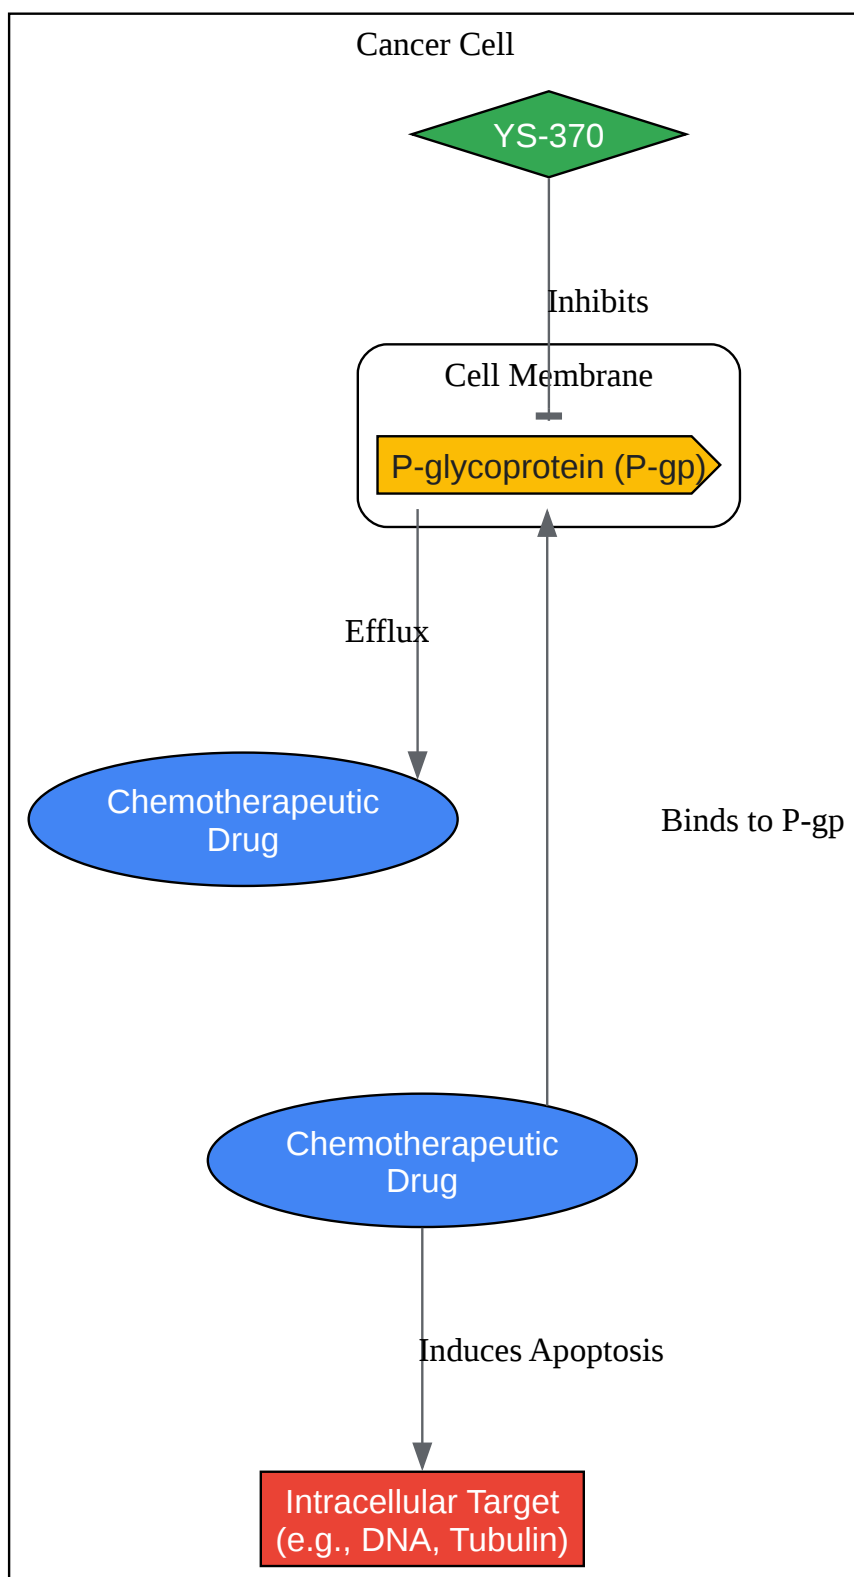 Cancer Cell
YS-370
Inhibits
Cell Membrane
P-glycoprotein (P-gp)
Efflux
Chemotherapeutic
Drug
Binds to P-gp
Chemotherapeutic
Drug
Induces Apoptosis
Intracellular Target
(e.g., DNA, Tubulin)